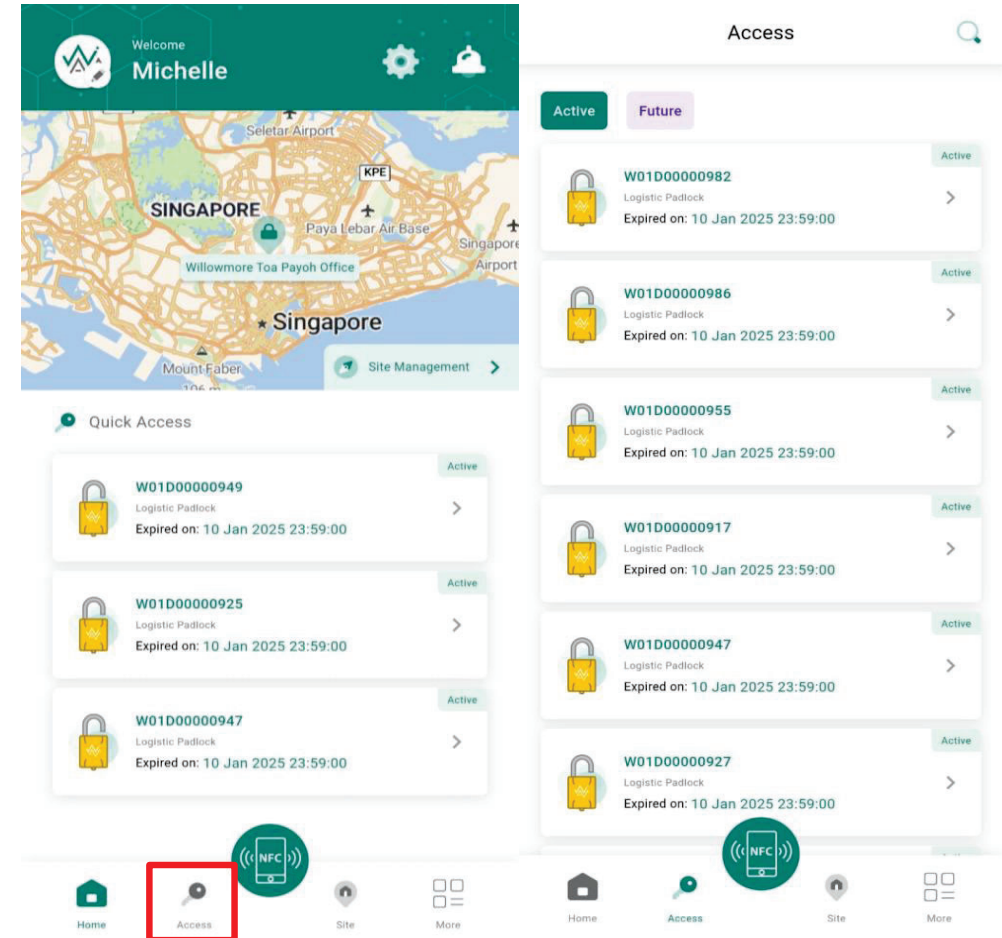 Welcome
Michelle
Seletar Airport
KPE
SINGAPORE
Paya Lebar Air Base
Singapore
Airport
Willowmore Toa Payoh Office
Singapore
Mount Faber
106 m
Site Management
Quick Access
Active
W01D00000949
Logistic Padlock
Expired on: 10 Jan 2025 23:59:00
Active
W01D00000925
Logistic Padlock
Expired on: 10 Jan 2025 23:59:00
Active
W01D00000947
Logistic Padlock
Expired on: 10 Jan 2025 23:59:00
NFC
Home
Access
Site
More
Access
Active
Future
Active
W01D00000982
Logistic Padlock
Expired on: 10 Jan 2025 23:59:00
Active
W01D00000986
Logistic Padlock
Expired on: 10 Jan 2025 23:59:00
Active
W01D00000955
Logistic Padlock
Expired on: 10 Jan 2025 23:59:00
Active
W01D00000917
Logistic Padlock
Expired on: 10 Jan 2025 23:59:00
Active
W01D00000947
Logistic Padlock
Expired on: 10 Jan 2025 23:59:00
Active
W01D00000927
Logistic Padlock
Expired on: 10 Jan 2025 23:59:00
NFC
Home
Access
Site
More